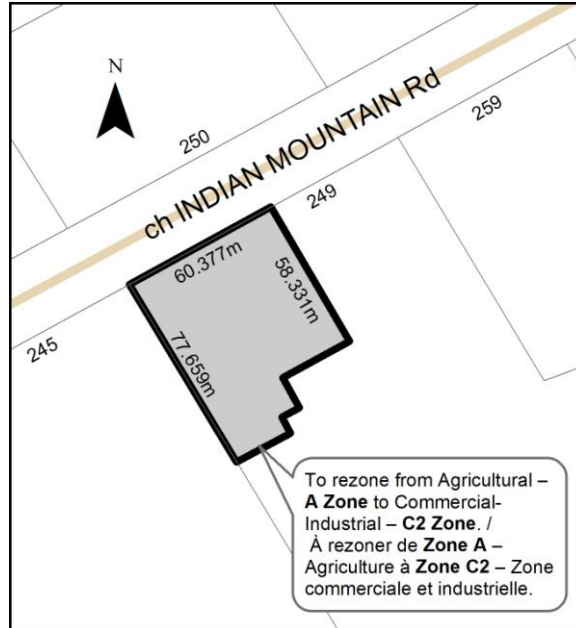 N
250
259
ch INDIAN MOUNTAIN Rd
249
60.377m
58.331m
245
77.659m
To rezone from Agricultural –
A Zone to Commercial-
Industrial – C2 Zone. /
À rezoner de Zone A –
Agriculture à Zone C2 – Zone
commerciale et industrielle.